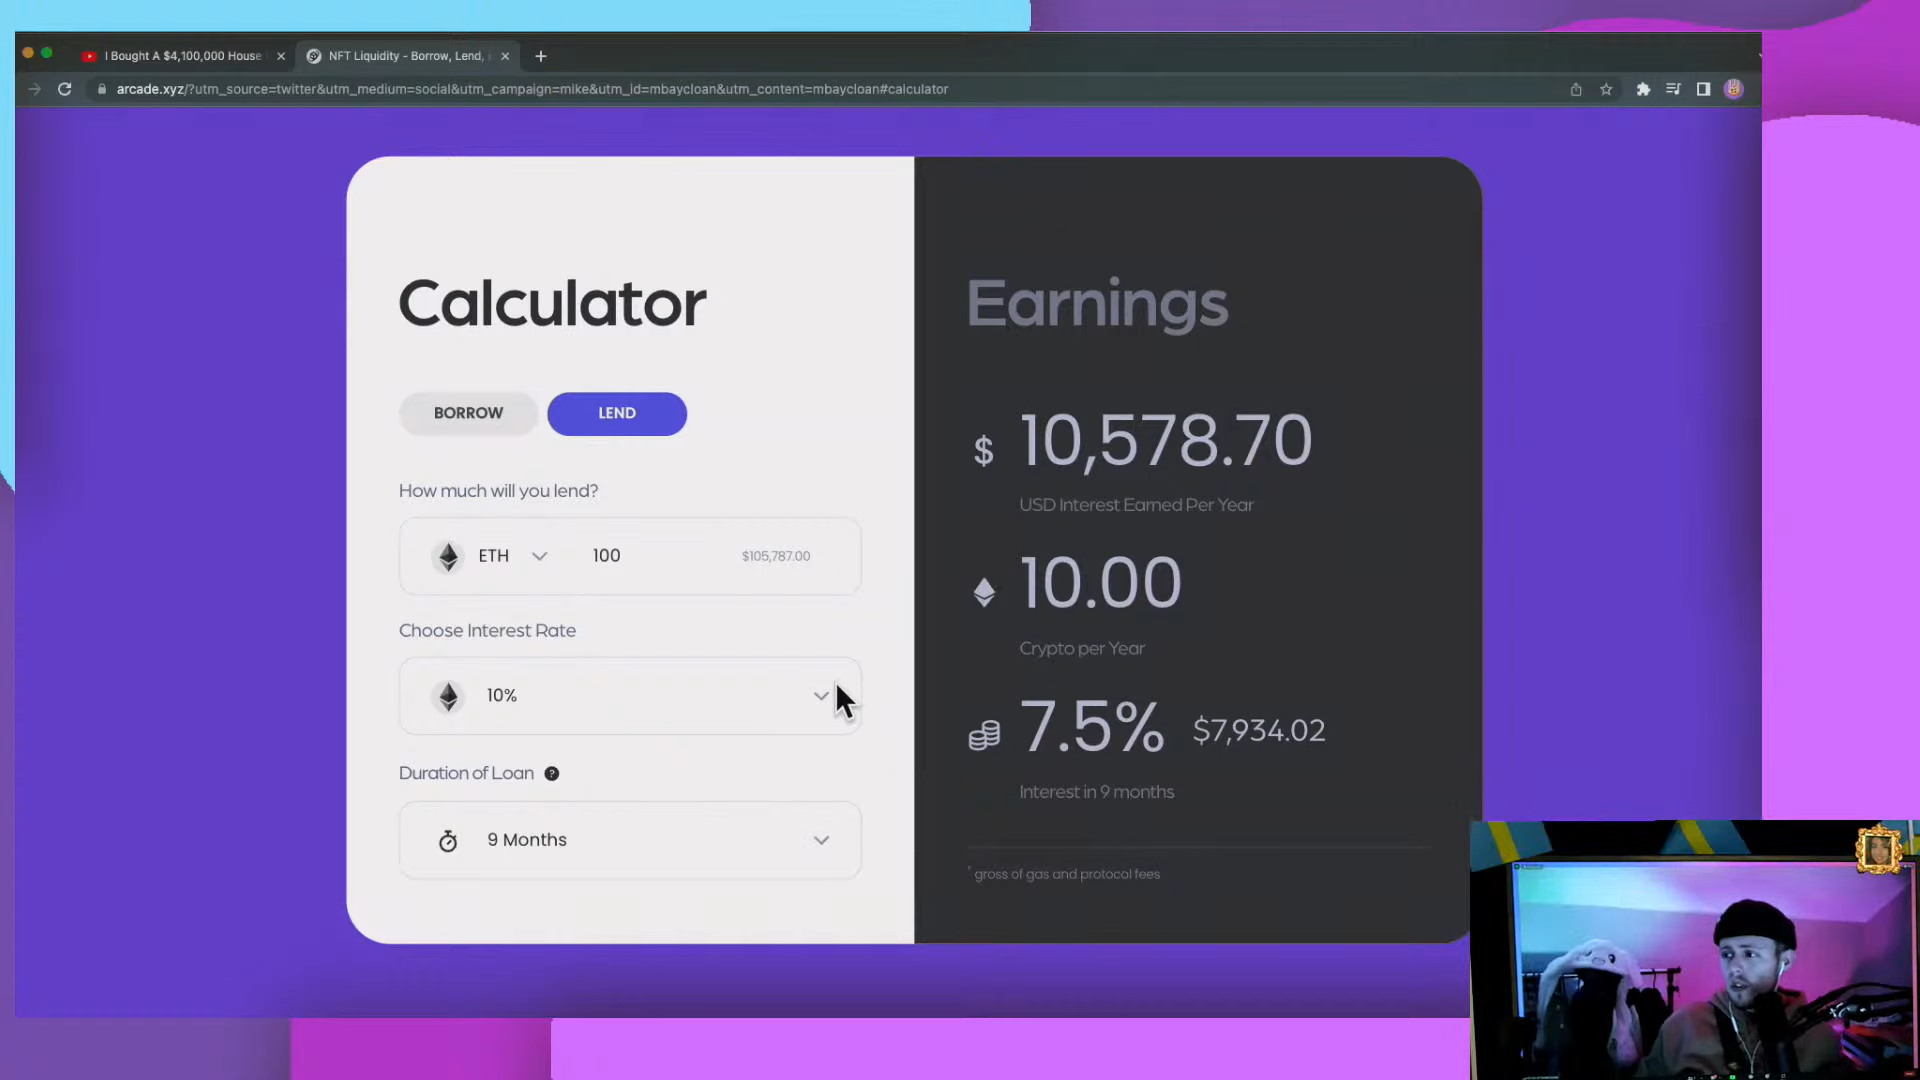 I Bought A $4,100,000 House
NFT Liquidity - Borrow, Lend,
arcade.xyz/?utm_source=twitter&utm_medium=social&utm_campaign=mike&utm_id=mbaycloan&utm_content=mbaycloan#calculator
Calculator
BORROW
LEND
How much will you lend?
ETH
100
$105,787.00
Choose Interest Rate
10%
Duration of Loan ?
9 Months
Earnings
$ 10,578.70
USD Interest Earned Per Year
10.00
Crypto per Year
7.5% $7,934.02
Interest in 9 months
* gross of gas and protocol fees